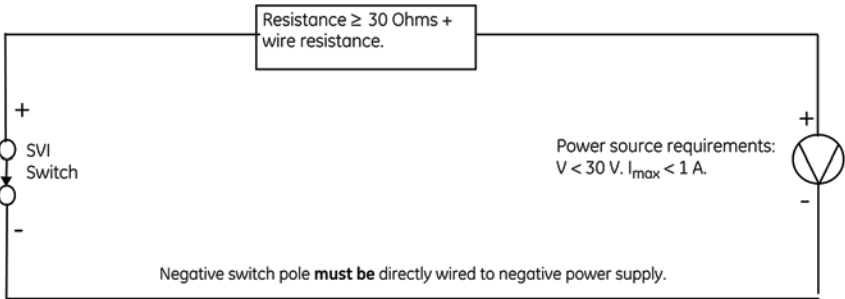 Resistance ≥ 30 Ohms +
wire resistance.
+
SVI
Switch
-
+
Power source requirements:
V < 30 V. Imax < 1 A.
V
-
Negative switch pole must be directly wired to negative power supply.